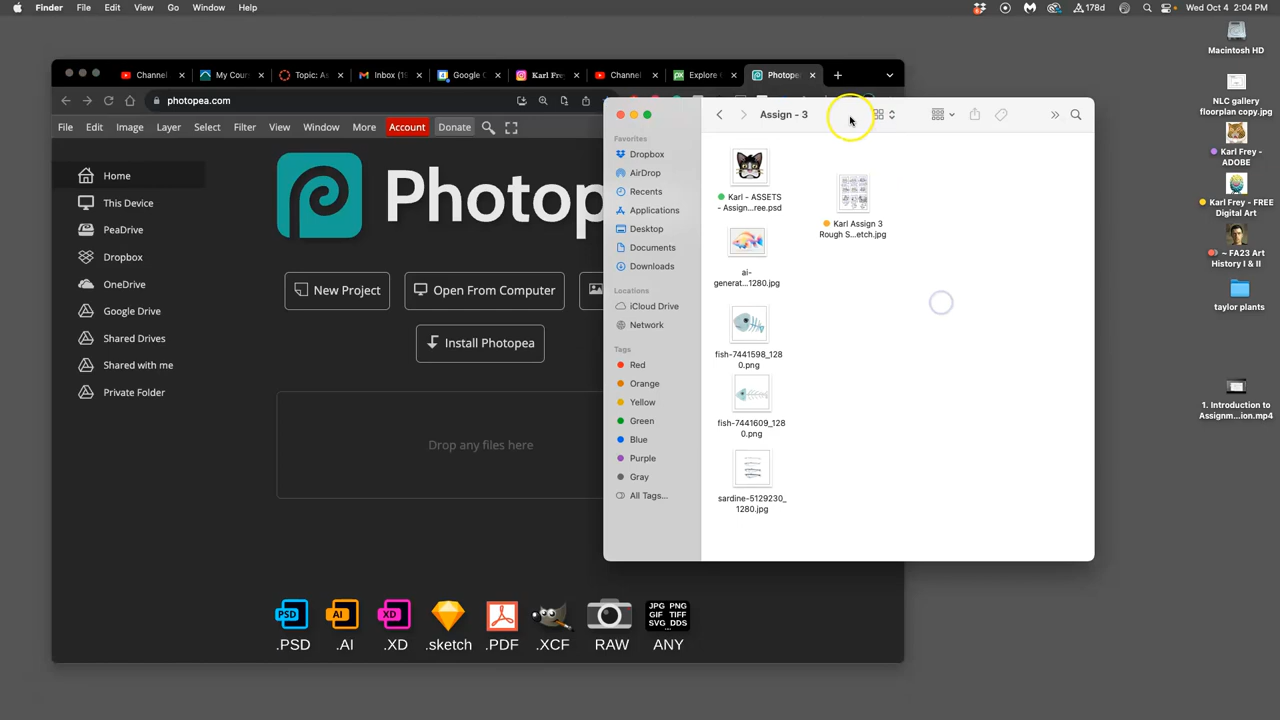 Finder File Edit View Go Window Help
178d Wed Oct 4 2:04 PM
Channel
My Cou
Topic: As
Inbox (1
Google C
Karl Fre
Channel
Explore
Photope
photopea.com
File Edit Image Layer Select Filter View Window More Account Donate
Home
This Device
PeaDrive
Dropbox
OneDrive
Google Drive
Shared Drives
Shared with me
Private Folder
Photop
New Project
Open From Computer
Install Photopea
Drop any files here
PSD
AI
XD
PDF
JPG PNG
GIF TIFF
SVG DDS
.PSD .AI .XD .sketch .PDF .XCF RAW ANY
Assign - 3
Favorites
Dropbox
AirDrop
Recents
Applications
Desktop
Documents
Downloads
Locations
iCloud Drive
Network
Tags
Red
Orange
Yellow
Green
Blue
Purple
Gray
All Tags...
Karl - ASSETS
- Assign...ree.psd
Karl Assign 3
Rough S...etch.jpg
ai-
generat...1280.jpg
fish-7441598_128
0.png
fish-7441609_128
0.png
sardine-5129230_
1280.jpg
Macintosh HD
NLC gallery
floorplan copy.jpg
Karl Frey -
ADOBE
Karl Frey - FREE
Digital Art
~ FA23 Art
History I & II
taylor plants
1. Introduction to
Assignm...ion.mp4